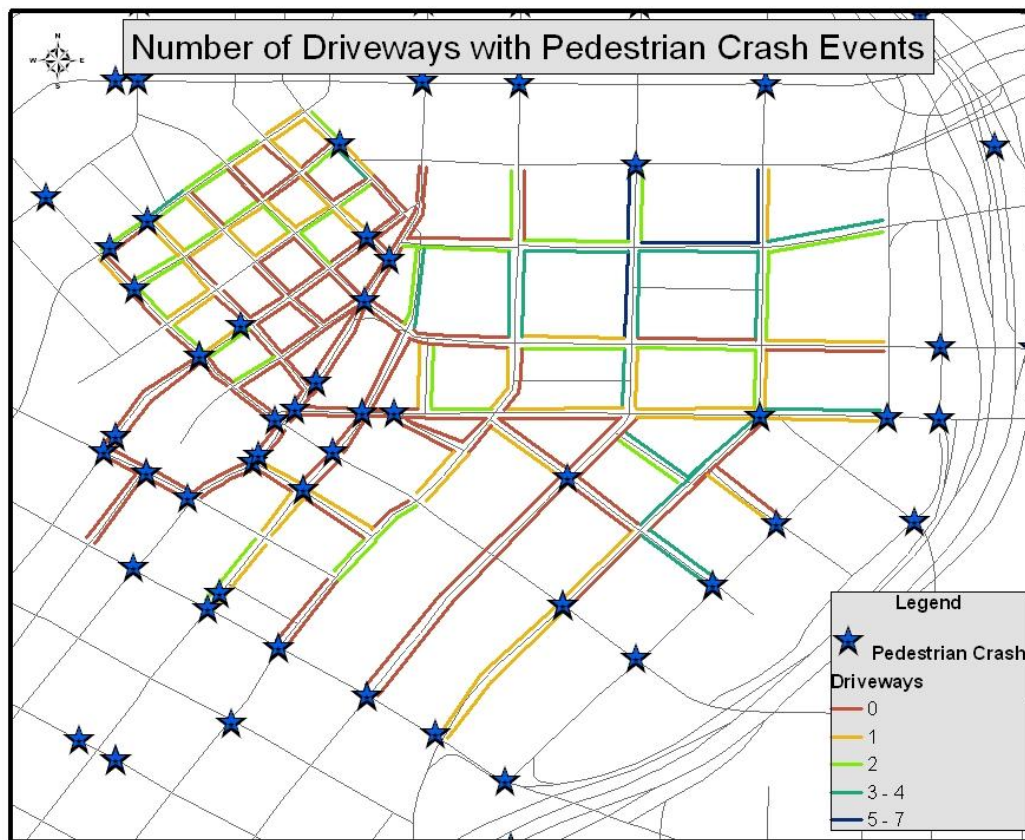 Number of Driveways with Pedestrian Crash Events
N
W E
S
Legend
Pedestrian Crash
Driveways
0
1
2
3 - 4
5 - 7